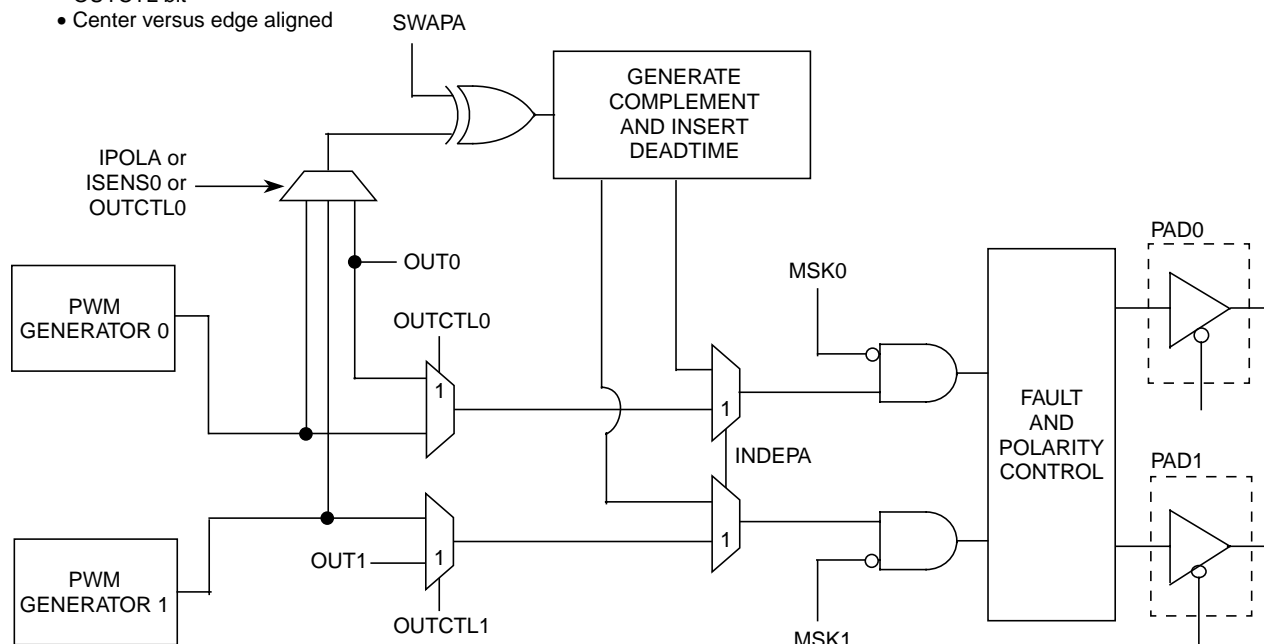 • Center versus edge aligned
SWAPA
GENERATE
COMPLEMENT
AND INSERT
DEADTIME
IPOLA or
ISENS0 or
OUTCTL0
OUT0
PWM
GENERATOR 0
OUTCTL0
1
MSK0
PAD0
1
FAULT
AND
POLARITY
CONTROL
INDEPA
PAD1
PWM
GENERATOR 1
OUT1
1
1
OUTCTL1
MSK1